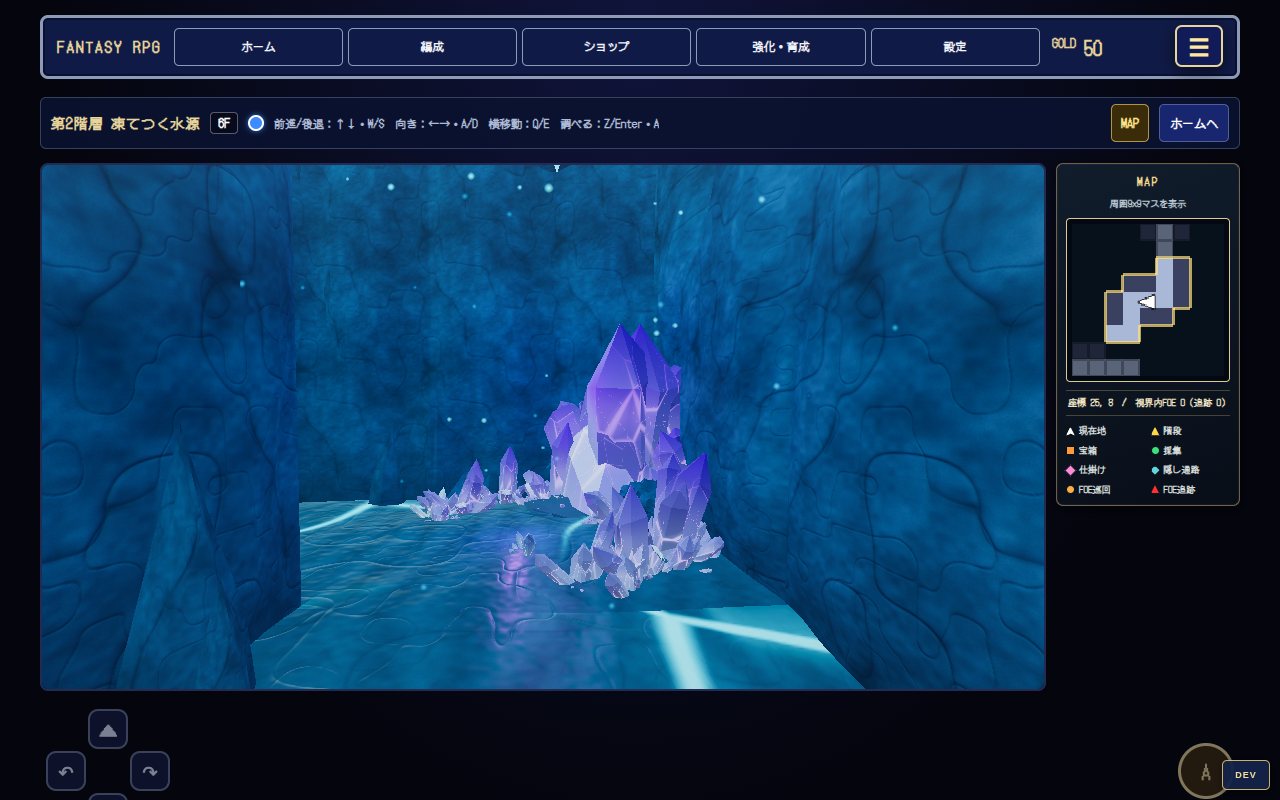 FANTASY RPG ホーム 編成 ショップ 強化・育成 設定 GOLD 50
第2階層 凍てつく水源 6F 前進/後退：↑↓・W/S 向き：←→・A/D 横移動：Q/E 調べる：Z/Enter・A MAP ホームへ
MAP
周囲9x9マスを表示
座標 25, 8 / 視界内FOE 0 (追跡 0)
現在地 階段
宝箱 採集
仕掛け 隠し通路
FOE巡回 FOE追跡
A DEV